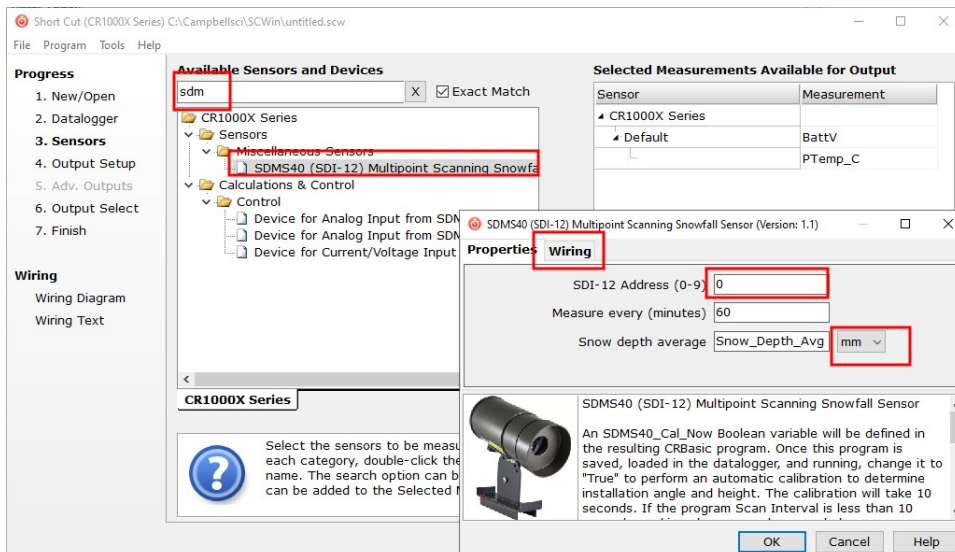 Short Cut (CR1000X Series) C:\Campbellsci\SCWin\untitled.scw
File Program Tools Help
Progress
1. New/Open
2. Datalogger
3. Sensors
4. Output Setup
5. Adv. Outputs
6. Output Select
7. Finish
Wiring
Wiring Diagram
Wiring Text
Available Sensors and Devices
sdm
X
Exact Match
CR1000X Series
Sensors
Miscellaneous Sensors
SDMS40 (SDI-12) Multipoint Scanning Snowfa
Calculations & Control
Control
Device for Analog Input from SDM
Device for Analog Input from SDM
Device for Current/Voltage Input
CR1000X Series
Select the sensors to be measu
each category, double-click the
name. The search option can b
can be added to the Selected
Selected Measurements Available for Output
Sensor Measurement
CR1000X Series
Default BattV
PTemp_C
SDMS40 (SDI-12) Multipoint Scanning Snowfall Sensor (Version: 1.1)
Properties Wiring
SDI-12 Address (0-9) 0
Measure every (minutes) 60
Snow depth average Snow_Depth_Avg mm
SDMS40 (SDI-12) Multipoint Scanning Snowfall Sensor
An SDMS40_Cal_Now Boolean variable will be defined in
the resulting CRBasic program. Once this program is
saved, loaded in the datalogger, and running, change it to
"True" to perform an automatic calibration to determine
installation angle and height. The calibration will take 10
seconds. If the program Scan Interval is less than 10
OK Cancel Help